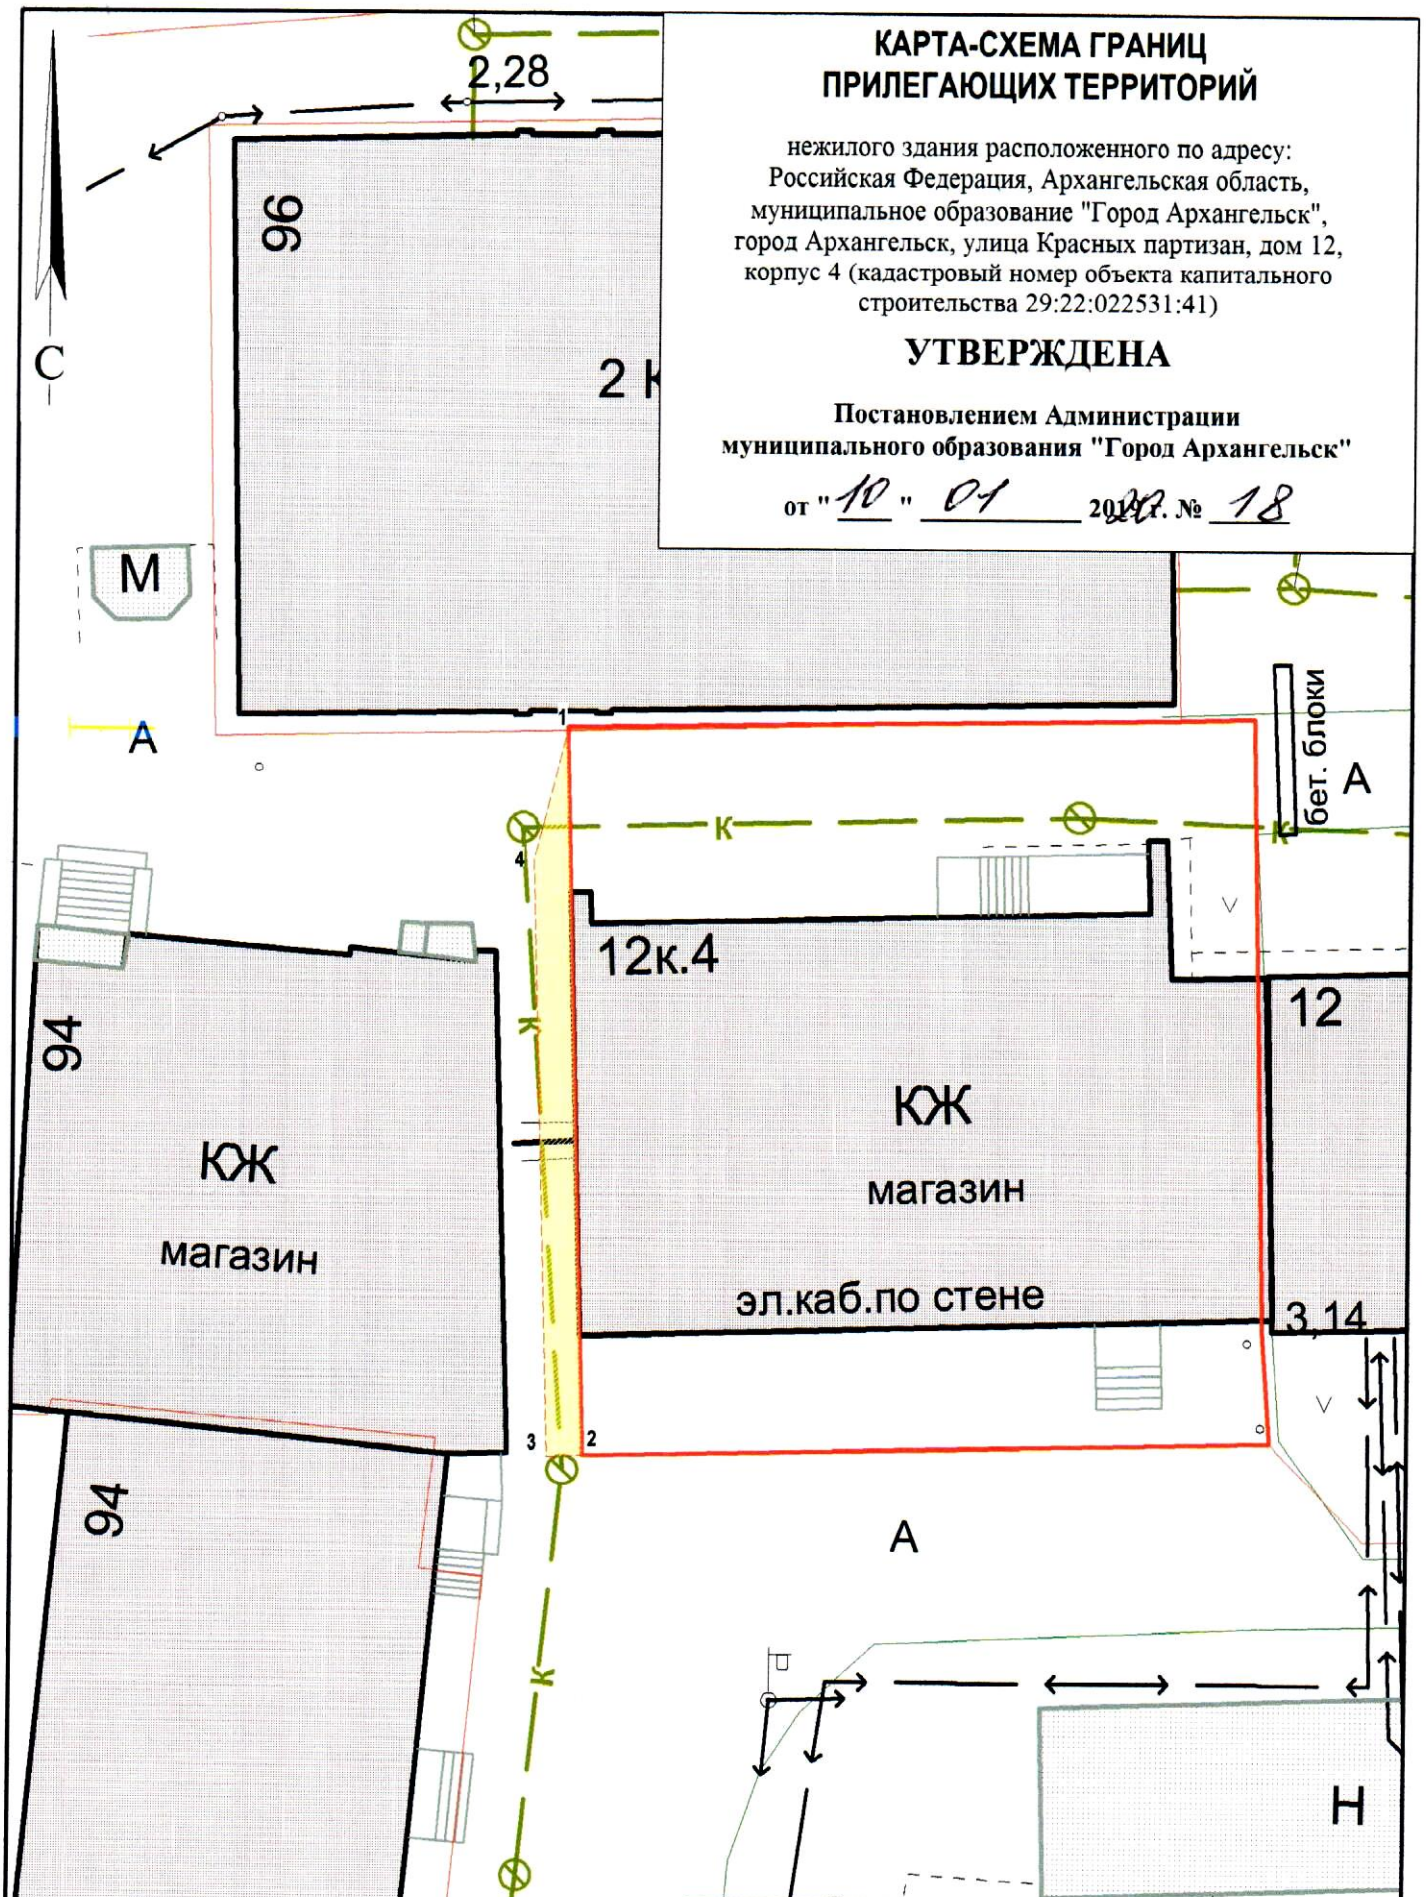 КАРТА-СХЕМА ГРАНИЦ
ПРИЛЕГАЮЩИХ ТЕРРИТОРИЙ
нежилого здания расположенного по адресу:
Российская Федерация, Архангельская область,
муниципальное образование "Город Архангельск",
город Архангельск, улица Красных партизан, дом 12,
корпус 4 (кадастровый номер объекта капитального
строительства 29:22:022531:41)
УТВЕРЖДЕНА
Постановлением Администрации
муниципального образования "Город Архангельск"
от "10" 01 2020 г. № 18
2,28
96
С
2 К
М
1
А
бет. блоки
А
К
К
4
12к.4
12
94
К
КЖ
магазин
КЖ
магазин
эл.каб.по стене
3,14
3
2
94
А
К
Н